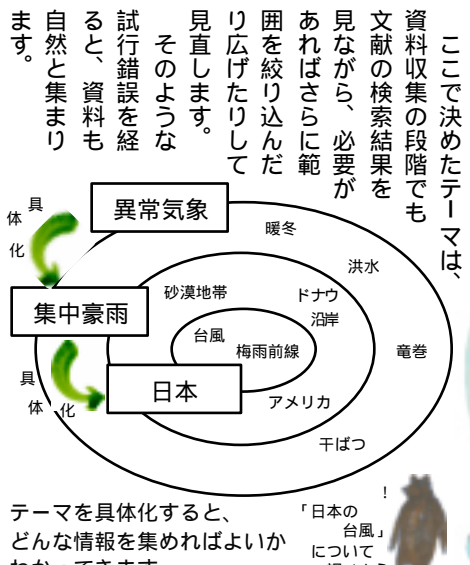 ここで決めたテーマは、
資料収集の段階でも
文献の検索結果を
見ながら、必要が
あればさらに範
囲を絞り込んだ
り広げたりして
見直します。
そのような
試行錯誤を経
ると、資料も
自然と集まり
ます。
異常気象
具体化
暖冬
洪水
集中豪雨
砂漠地帯
ドナウ
沿岸
台風
梅雨前線
竜巻
具体化
日本
アメリカ
干ばつ
テーマを具体化すると、
どんな情報を集めればよいか
！
「日本の
台風」
について